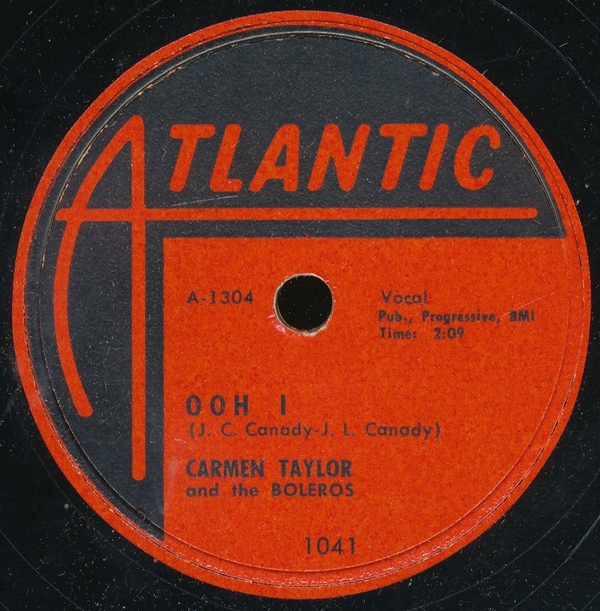 ATLANTIC
A-1304
Vocal
Pub., Progressive, BMI
Time: 2:09
OOH I
(J. C. Canady-J. L. Canady)
CARMEN TAYLOR
and the BOLEROS
1041